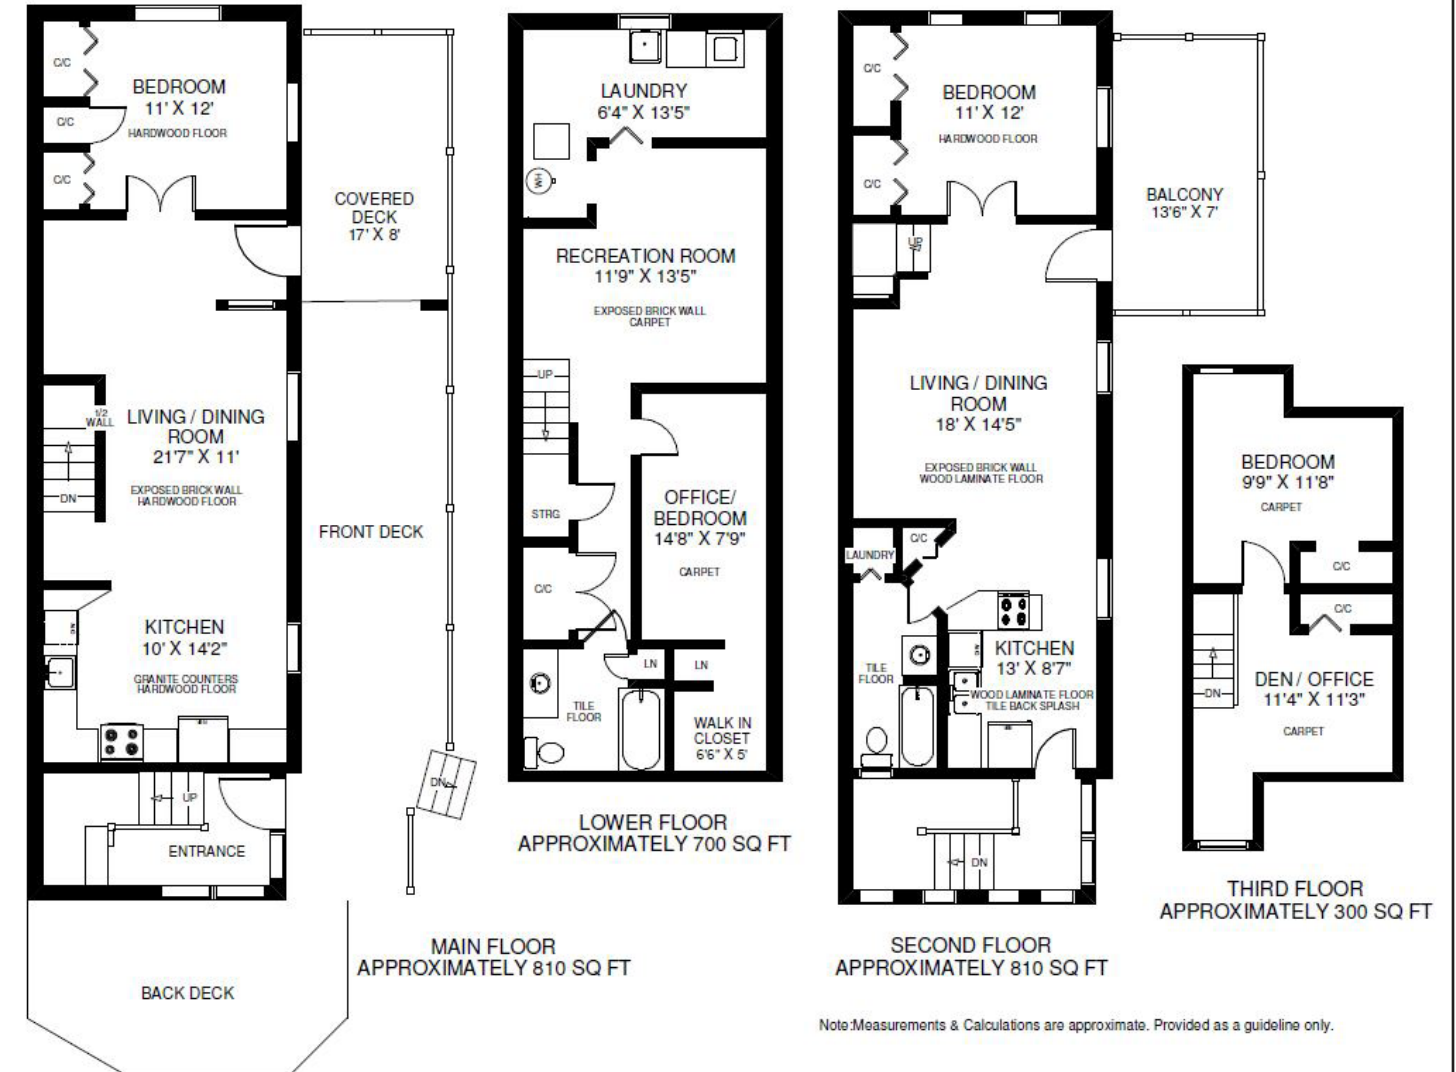 C/C
BEDROOM
11' X 12'
HARDWOOD FLOOR
C/C
C/C
COVERED
DECK
17' X 8'
1/2
WALL
LIVING / DINING
ROOM
21'7" X 11'
EXPOSED BRICK WALL
HARDWOOD FLOOR
DN
FRONT DECK
KITCHEN
10' X 14'2"
GRANITE COUNTERS
HARDWOOD FLOOR
DN
UP
ENTRANCE
BACK DECK
MAIN FLOOR
APPROXIMATELY 810 SQ FT
LAUNDRY
6'4" X 13'5"
HW
RECREATION ROOM
11'9" X 13'5"
EXPOSED BRICK WALL
CARPET
UP
STRG
OFFICE/
BEDROOM
14'8" X 7'9"
CARPET
C/C
LN
LN
TILE
FLOOR
WALK IN
CLOSET
6'6" X 5'
LOWER FLOOR
APPROXIMATELY 700 SQ FT
C/C
BEDROOM
11' X 12'
HARDWOOD FLOOR
C/C
UP
BALCONY
13'6" X 7'
LIVING / DINING
ROOM
18' X 14'5"
EXPOSED BRICK WALL
WOOD LAMINATE FLOOR
C/C
LAUNDRY
TILE
FLOOR
KITCHEN
13' X 8'7"
WOOD LAMINATE FLOOR
TILE BACK SPLASH
DN
SECOND FLOOR
APPROXIMATELY 810 SQ FT
BEDROOM
9'9" X 11'8"
CARPET
C/C
C/C
DN
DEN / OFFICE
11'4" X 11'3"
CARPET
THIRD FLOOR
APPROXIMATELY 300 SQ FT
Note:Measurements & Calculations are approximate. Provided as a guideline only.